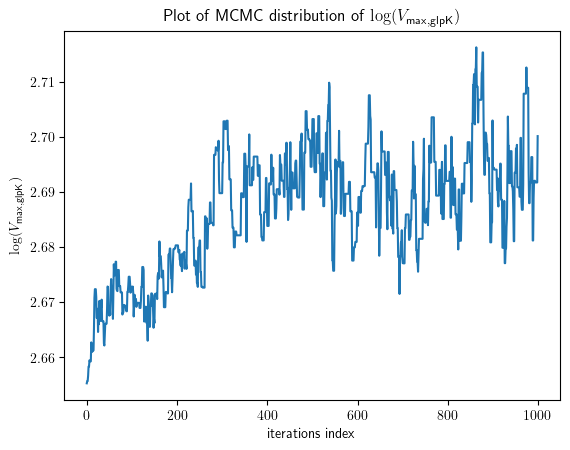 Plot of MCMC distribution of log(V_max,glpK)
log(V_max,glpK)
2.71
2.70
2.69
2.68
2.67
2.66
0 200 400 600 800 1000
iterations index